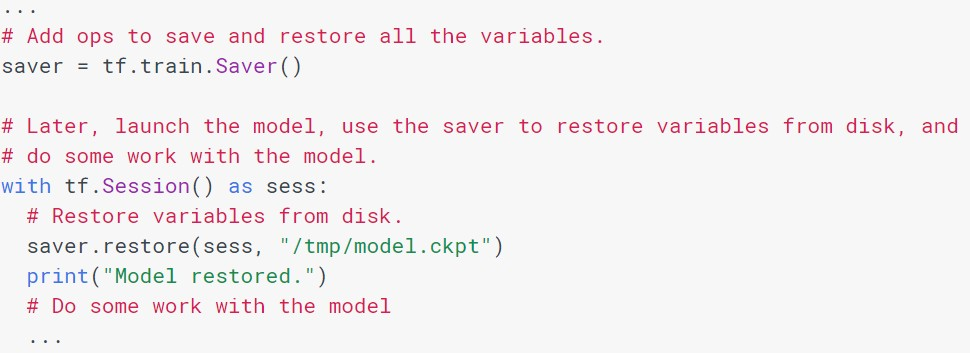 ...
# Add ops to save and restore all the variables.
saver = tf.train.Saver()

# Later, launch the model, use the saver to restore variables from disk, and
# do some work with the model.
with tf.Session() as sess:
  # Restore variables from disk.
  saver.restore(sess, "/tmp/model.ckpt")
  print("Model restored.")
  # Do some work with the model
  ...